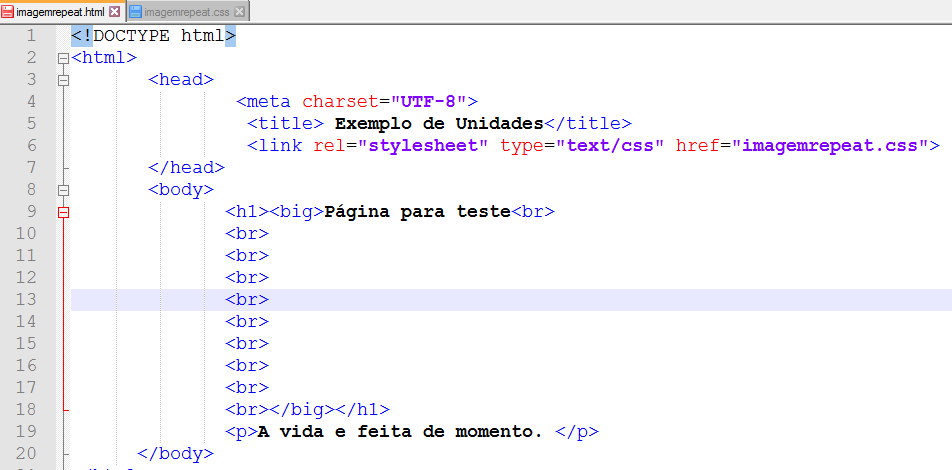 imagemrepeat.html imagemrepeat.css
1 <!DOCTYPE html>
2 <html>
3 <head>
4 <meta charset="UTF-8">
5 <title> Exemplo de Unidades</title>
6 <link rel="stylesheet" type="text/css" href="imagemrepeat.css">
7 </head>
8 <body>
9 <h1><big>Página para teste<br>
10 <br>
11 <br>
12 <br>
13 <br>
14 <br>
15 <br>
16 <br>
17 <br>
18 <br></big></h1>
19 <p>A vida e feita de momento. </p>
20 </body>